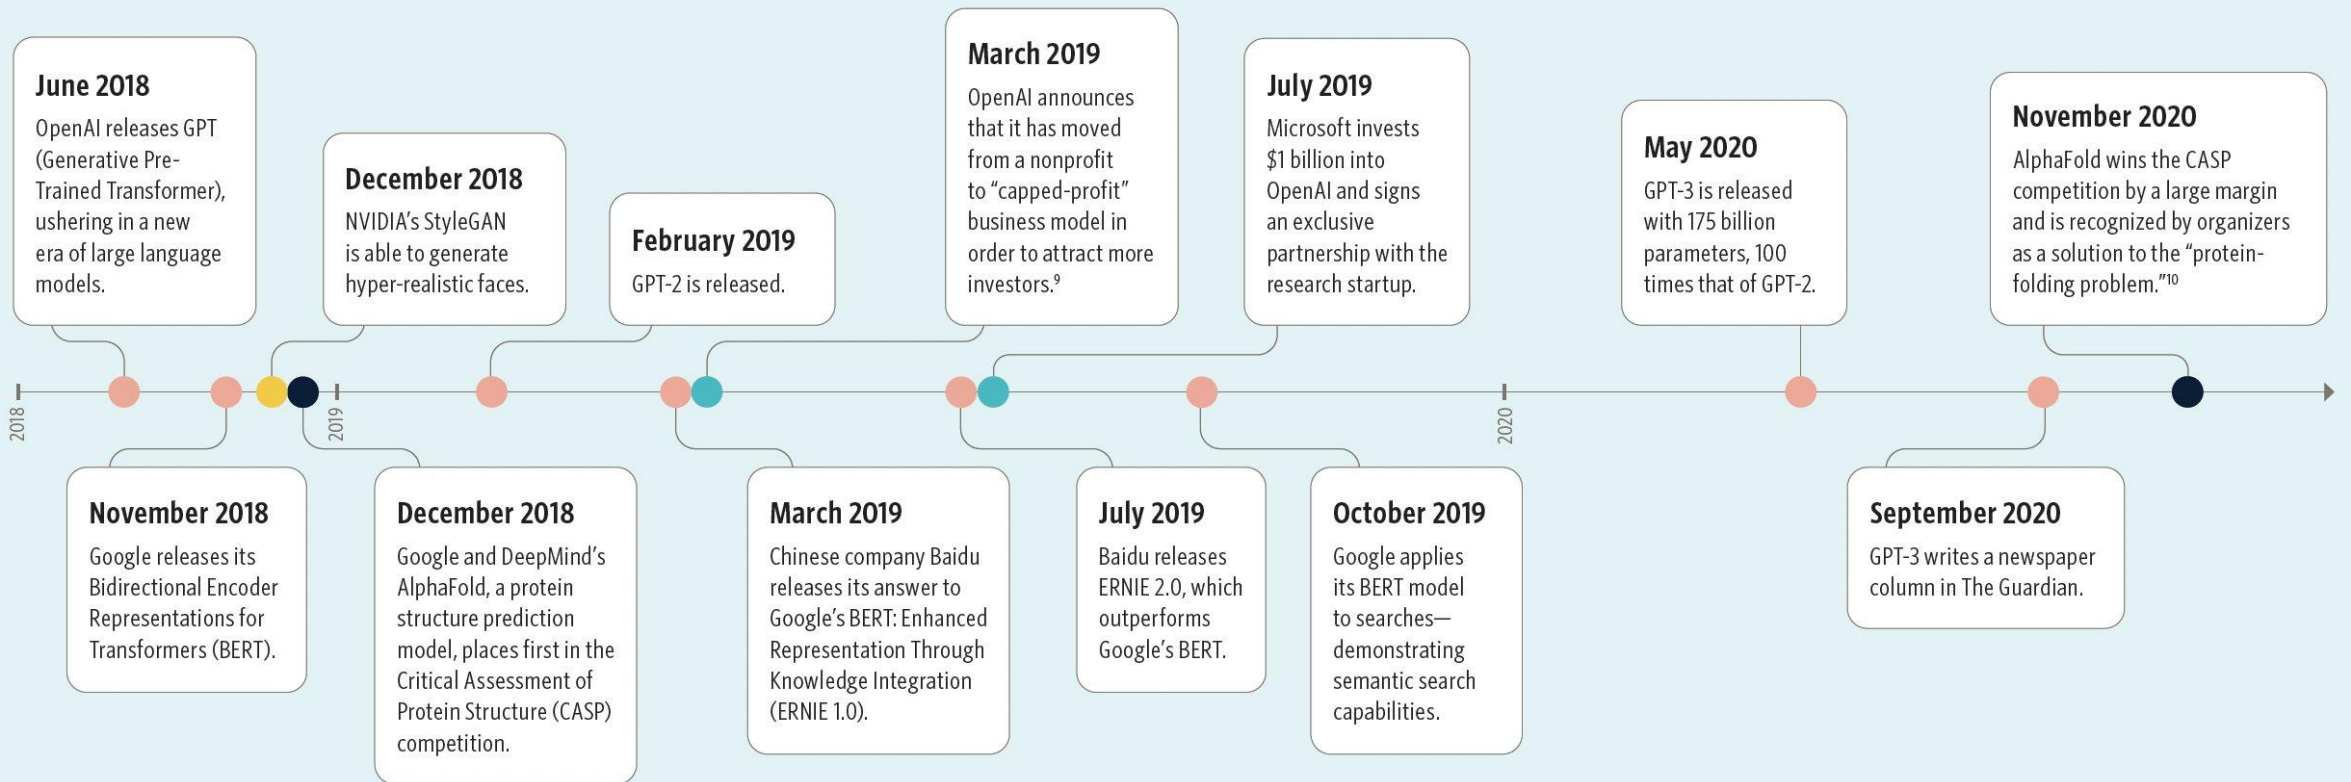 June 2018
OpenAI releases GPT
(Generative Pre-
Trained Transformer),
ushering in a new
era of large language
models.
December 2018
NVIDIA’s StyleGAN
is able to generate
hyper-realistic faces.
February 2019
GPT-2 is released.
March 2019
OpenAI announces
that it has moved
from a nonprofit
to “capped-profit”
business model in
order to attract more
investors.⁹
July 2019
Microsoft invests
$1 billion into
OpenAI and signs
an exclusive
partnership with the
research startup.
May 2020
GPT-3 is released
with 175 billion
parameters, 100
times that of GPT-2.
November 2020
AlphaFold wins the CASP
competition by a large margin
and is recognized by organizers
as a solution to the “protein-
folding problem.”¹⁰
2018
2019
2020
November 2018
Google releases its
Bidirectional Encoder
Representations for
Transformers (BERT).
December 2018
Google and DeepMind’s
AlphaFold, a protein
structure prediction
model, places first in the
Critical Assessment of
Protein Structure (CASP)
competition.
March 2019
Chinese company Baidu
releases its answer to
Google’s BERT: Enhanced
Representation Through
Knowledge Integration
(ERNIE 1.0).
July 2019
Baidu releases
ERNIE 2.0, which
outperforms
Google’s BERT.
October 2019
Google applies
its BERT model
to searches—
demonstrating
semantic search
capabilities.
September 2020
GPT-3 writes a newspaper
column in The Guardian.